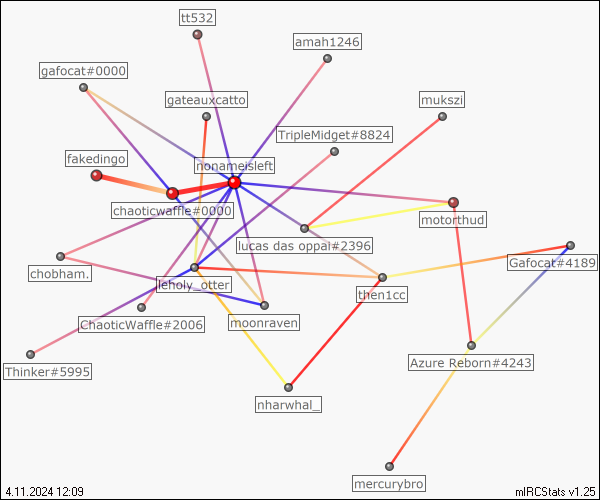 tt532
amah1246
gafocat#0000
gateauxcatto
mukszi
TripleMidget#8824
fakedingo
nonameisleft
chaoticwaffle#0000
motorthud
lucas das oppai#2396
Gafocat#4189
chobham.
leholy_otter
then1cc
ChaoticWaffle#2006
moonraven
Thinker#5995
Azure Reborn#4243
nharwhal_
mercurybro
4.11.2024 12:09
mIRCStats v1.25